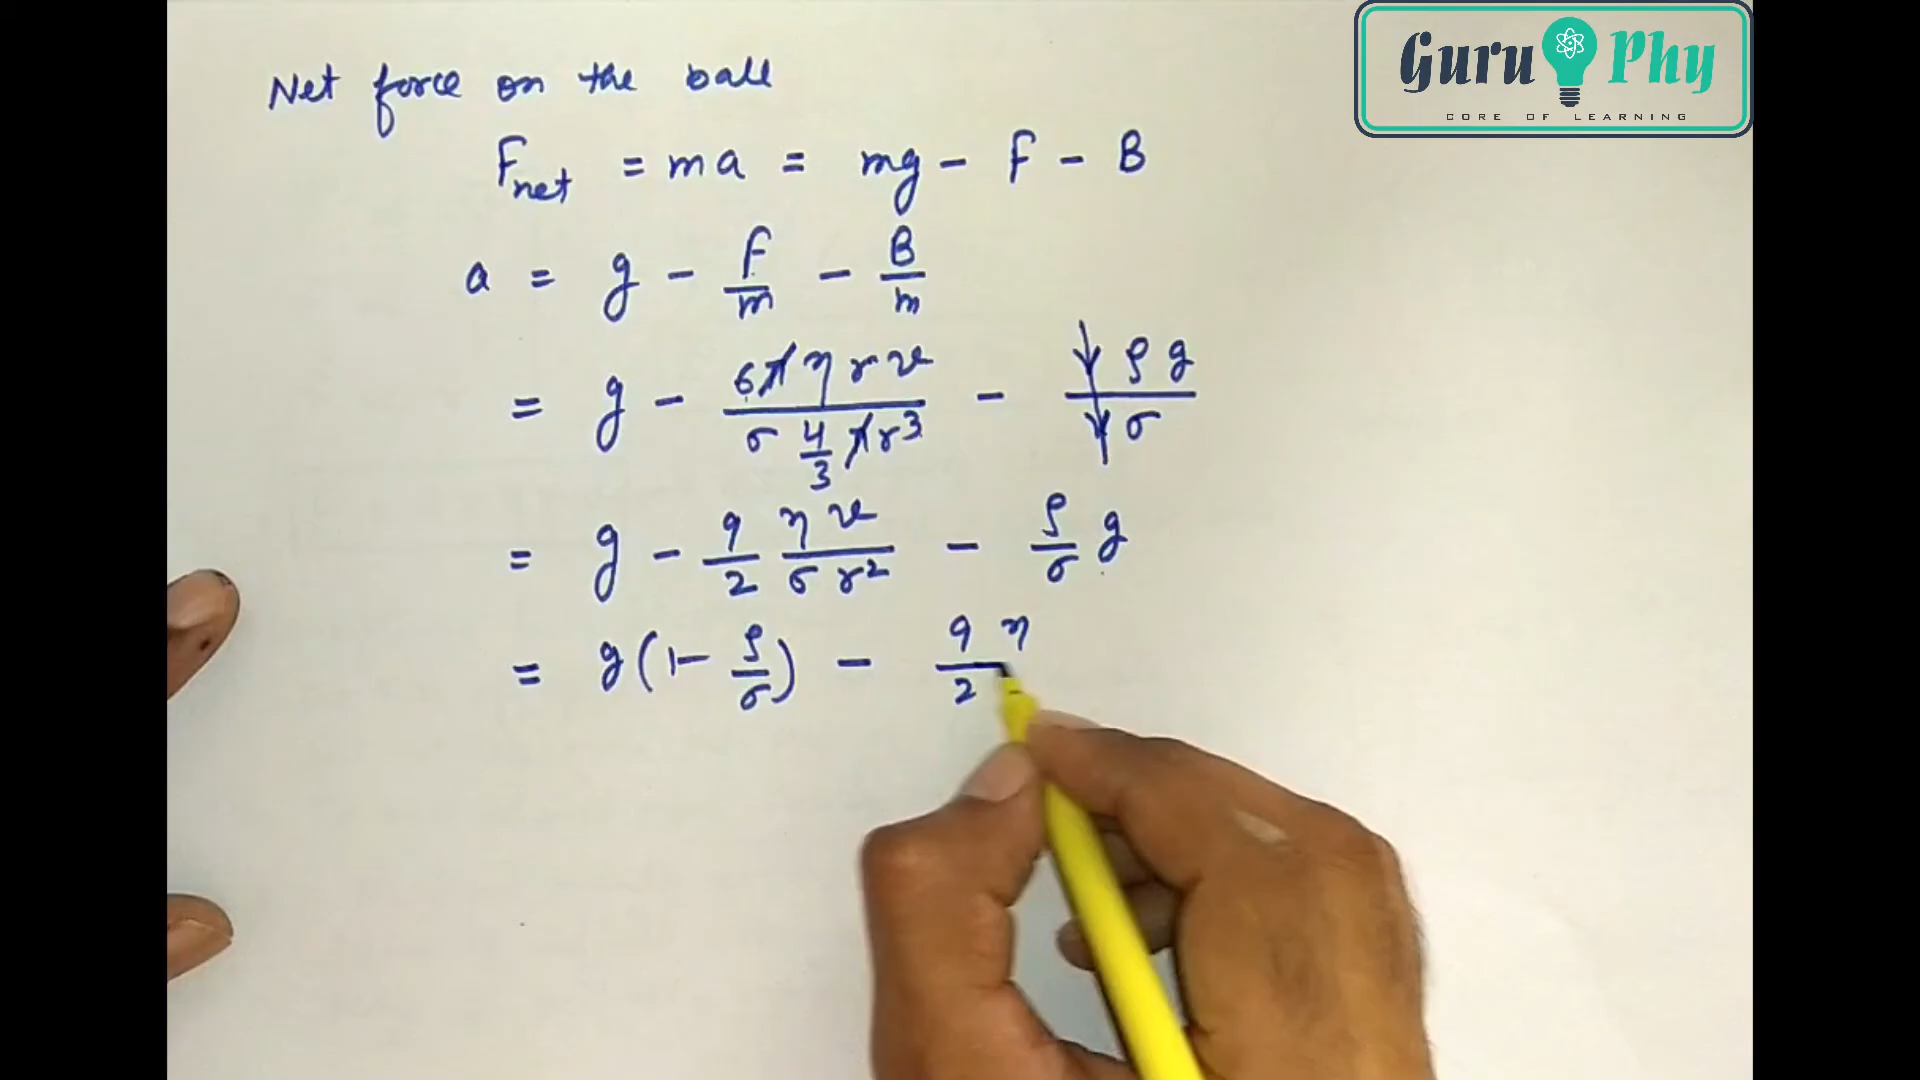 Guru Phy
CORE OF LEARNING
Net force on the ball
F_net = ma = mg - F - B
a = g - F/m - B/m
= g - 6πηrv / σ 4/3 πr³ - Vρg / Vσ
= g - 9/2 ηv / σr² - ρ/σ g
= g(1 - ρ/σ) - 9η / 2